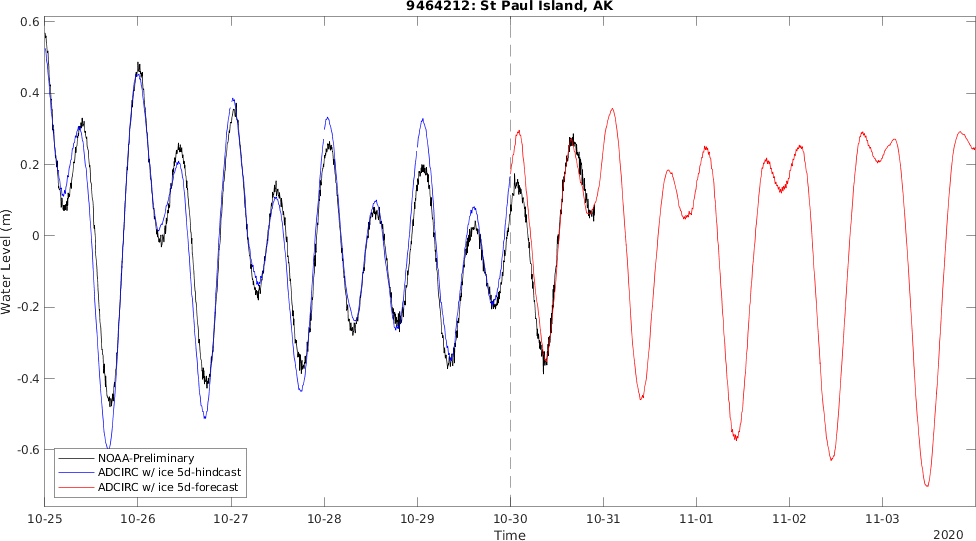 9464212: St Paul Island, AK
0.6
0.4
0.2
0
-0.2
-0.4
-0.6
Water Level (m)
NOAA-Preliminary
ADCIRC w/ ice 5d-hindcast
ADCIRC w/ ice 5d-forecast
10-25 10-26 10-27 10-28 10-29 10-30 10-31 11-01 11-02 11-03
Time
2020